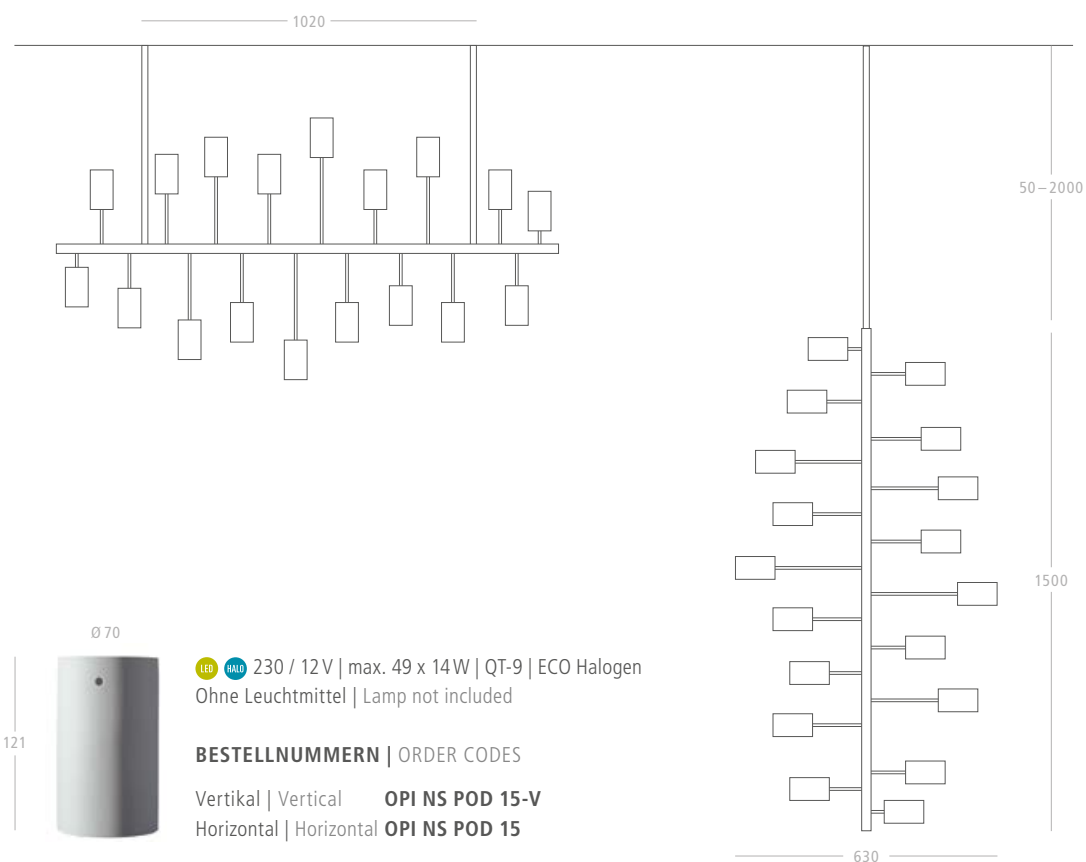 1020
50–2000
1500
Ø 70
LED HALO 230 / 12 V | max. 49 x 14 W | QT-9 | ECO Halogen
Ohne Leuchtmittel | Lamp not included
121
BESTELLNUMMERN | ORDER CODES
Vertikal | Vertical OPI NS POD 15-V
Horizontal | Horizontal OPI NS POD 15
630